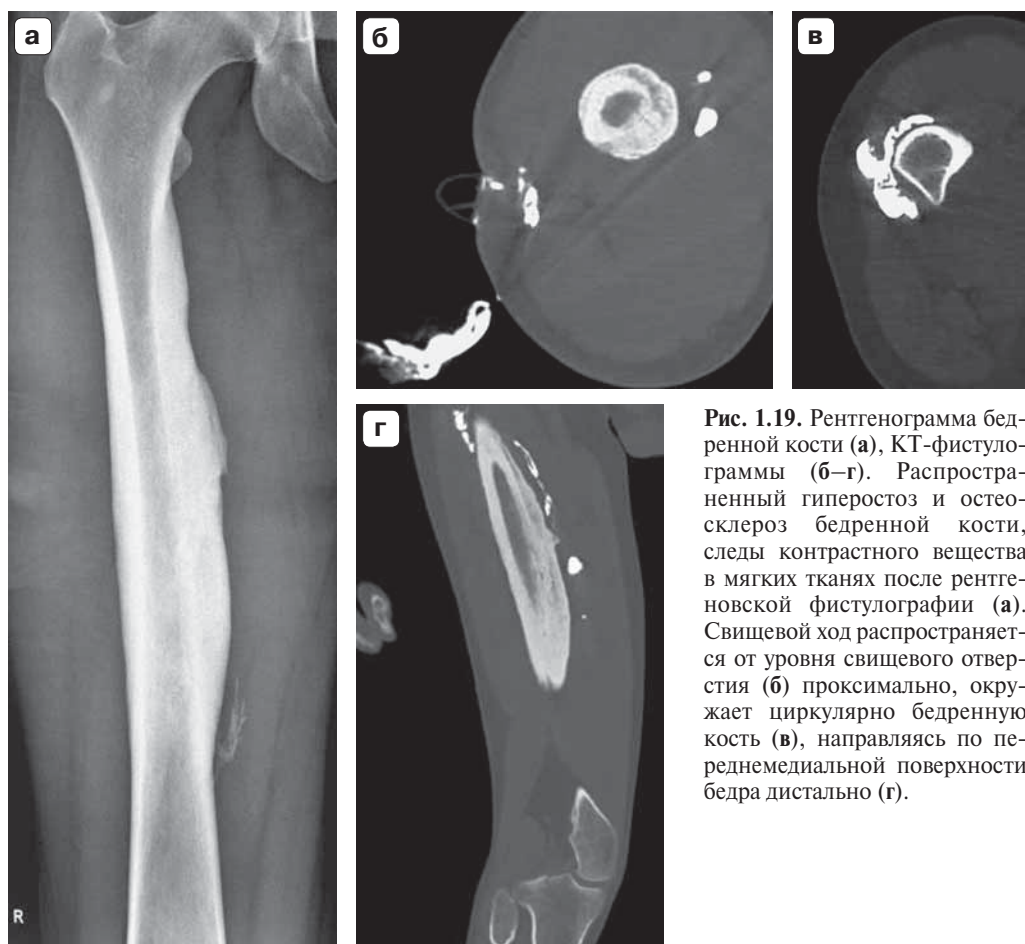 а
б
в
г
R
Рис. 1.19. Рентгенограмма бед-
ренной кости (а), КТ-фистуло-
граммы (б–г). Распростра-
ненный гиперостоз и остео-
склероз бедренной кости,
следы контрастного вещества
в мягких тканях после рентге-
новской фистулографии (а).
Свищевой ход распространяет-
ся от уровня свищевого отвер-
стия (б) проксимально, окру-
жает циркулярно бедренную
кость (в), направляясь по пе-
реднемедиальной поверхности
бедра дистально (г).